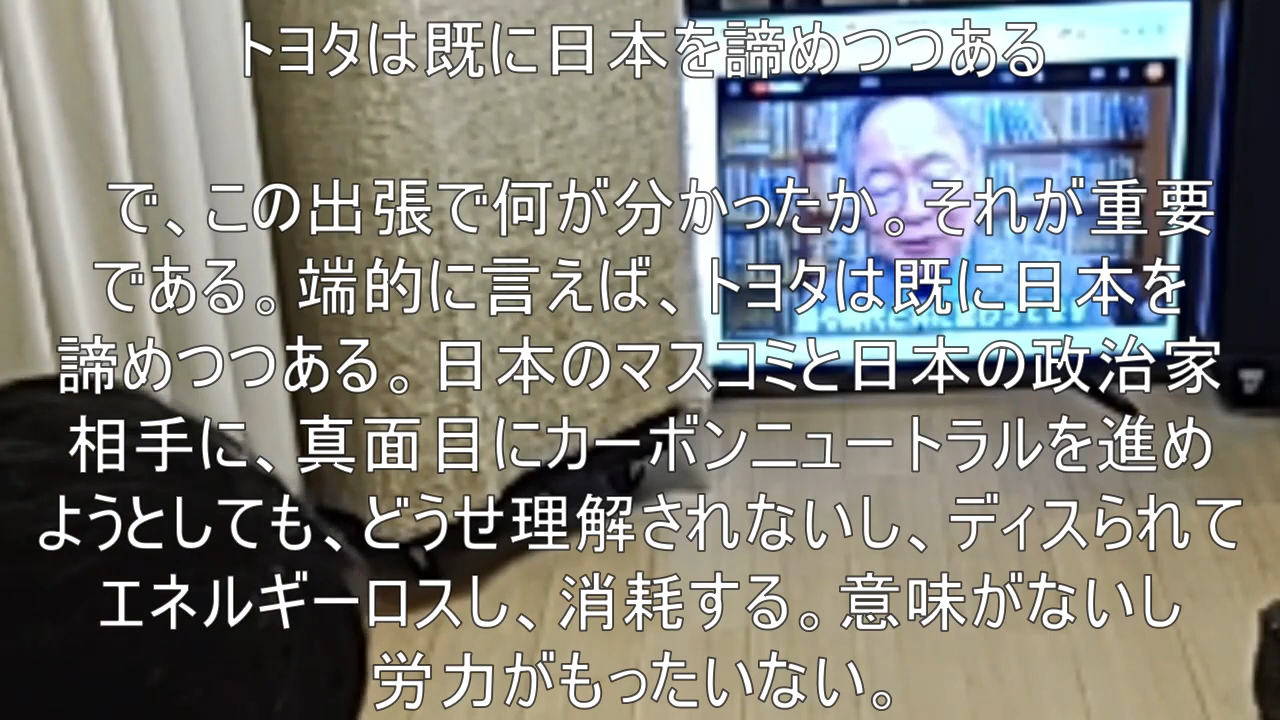 トヨタは既に日本を諦めつつある
で、この出張で何が分かったか。それが重要
である。端的に言えば、トヨタは既に日本を
諦めつつある。日本のマスコミと日本の政治家
相手に、真面目にカーボンニュートラルを進め
ようとしても、どうせ理解されないし、ディスられて
エネルギーロスし、消耗する。意味がないし
労力がもったいない。